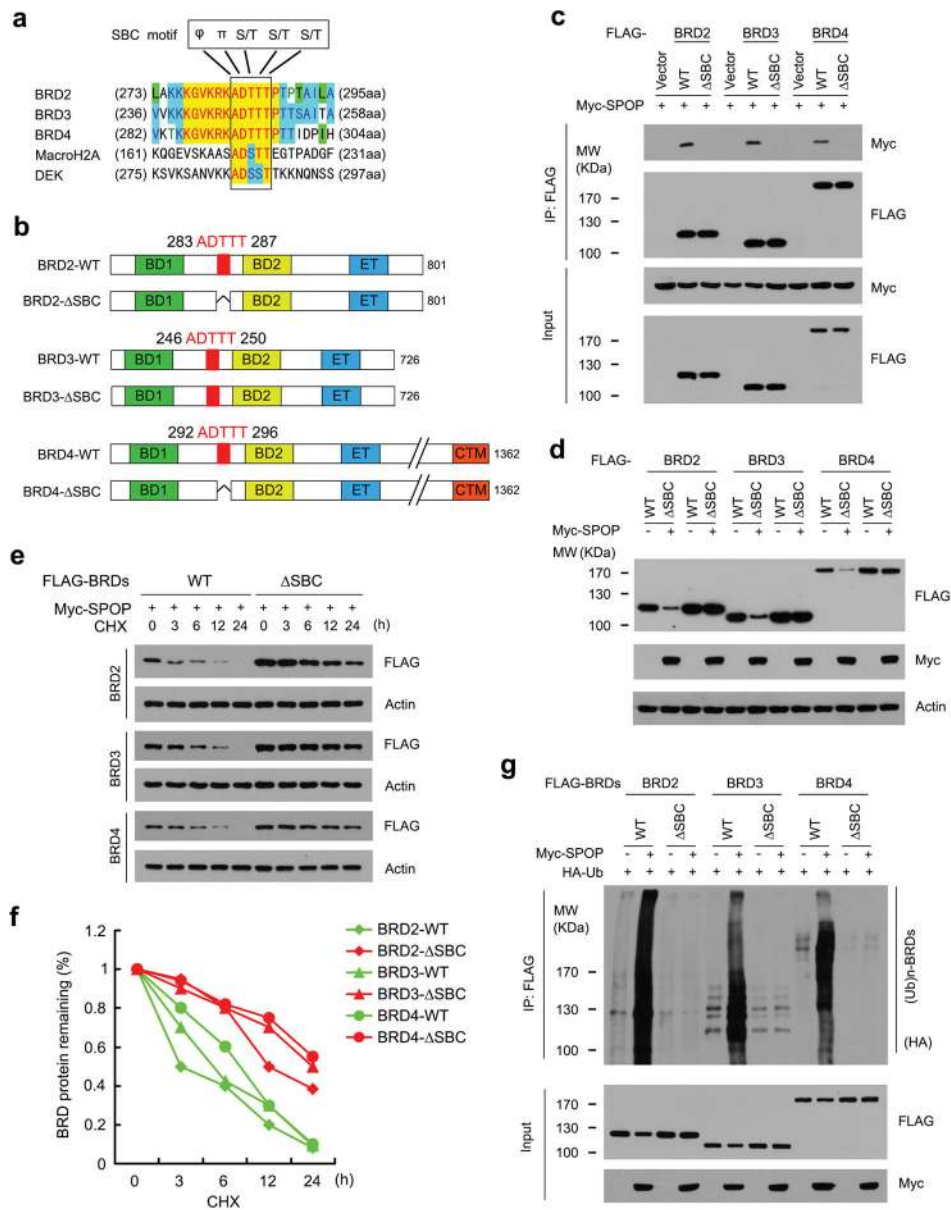 a
SBC motif φ π S/T S/T S/T
BRD2 (273) LAKKKGVKRKADTTTPTPTAILA (295aa)
BRD3 (236) VVKKKGVKRKADTTTPTTSAITA (258aa)
BRD4 (282) VKTKKGVKRKADTTTPTTIDPIH (304aa)
MacroH2A (161) KQGEVSKAASADSTTEGTPADGF (231aa)
DEK (275) KSVKSANVKKADSSTTKKNQNSS (297aa)
b
283 ADTTT 287
BRD2-WT BD1 BD2 ET 801
BRD2-ΔSBC BD1 BD2 ET 801
246 ADTTT 250
BRD3-WT BD1 BD2 ET 726
BRD3-ΔSBC BD1 BD2 ET 726
292 ADTTT 296
BRD4-WT BD1 BD2 ET CTM 1362
BRD4-ΔSBC BD1 BD2 ET CTM 1362
c
FLAG- BRD2 BRD3 BRD4
Vector WT ΔSBC Vector WT ΔSBC Vector WT ΔSBC
Myc-SPOP + + + + + + + + +
IP: FLAG
MW (KDa)
Myc
170
130
100
FLAG
Input
Myc
170
130
100
FLAG
d
FLAG- BRD2 BRD3 BRD4
WT ΔSBC WT ΔSBC WT ΔSBC WT ΔSBC WT ΔSBC WT ΔSBC
Myc-SPOP - + - + - + - + - + - +
MW (KDa)
170
130
100
FLAG
Myc
Actin
e
FLAG-BRDs WT ΔSBC
Myc-SPOP + + + + + + + + + +
CHX 0 3 6 12 24 0 3 6 12 24 (h)
BRD2
FLAG
Actin
BRD3
FLAG
Actin
BRD4
FLAG
Actin
f
BRD protein remaining (%)
1.2
1
0.8
0.6
0.4
0.2
0
0 3 6 12 24 (h)
CHX
BRD2-WT
BRD2-ΔSBC
BRD3-WT
BRD3-ΔSBC
BRD4-WT
BRD4-ΔSBC
g
FLAG-BRDs BRD2 BRD3 BRD4
WT ΔSBC WT ΔSBC WT ΔSBC
Myc-SPOP - + - + - + - + - + - +
HA-Ub + + + + + + + + + + + +
IP: FLAG
MW (KDa)
170
130
100
(Ub)n-BRDs
(HA)
Input
170
130
100
FLAG
Myc